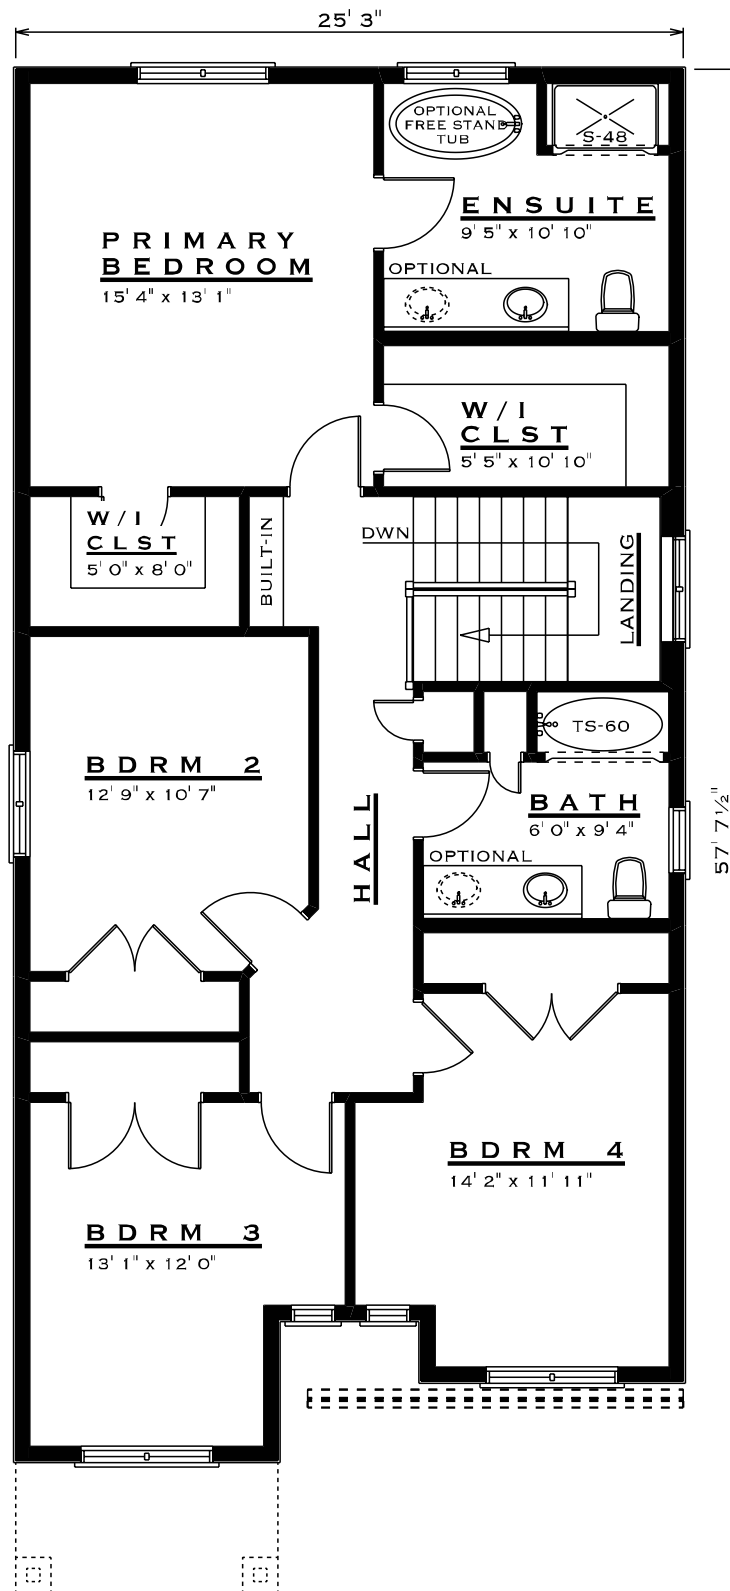 25' 3"
OPTIONAL
FREE STAND
TUB
S-48
ENSUITE
9' 5" x 10' 10"
PRIMARY
BEDROOM
15' 4" x 13' 1"
OPTIONAL
W/I
CLST
5' 5" x 10' 10"
W/I
CLST
5' 0" x 8' 0"
BUILT-IN
DWN
LANDING
TS-60
BDRM 2
12' 9" x 10' 7"
HALL
BATH
6' 0" x 9' 4"
57' 7½"
OPTIONAL
BDRM 4
14' 2" x 11' 11"
BDRM 3
13' 1" x 12' 0"